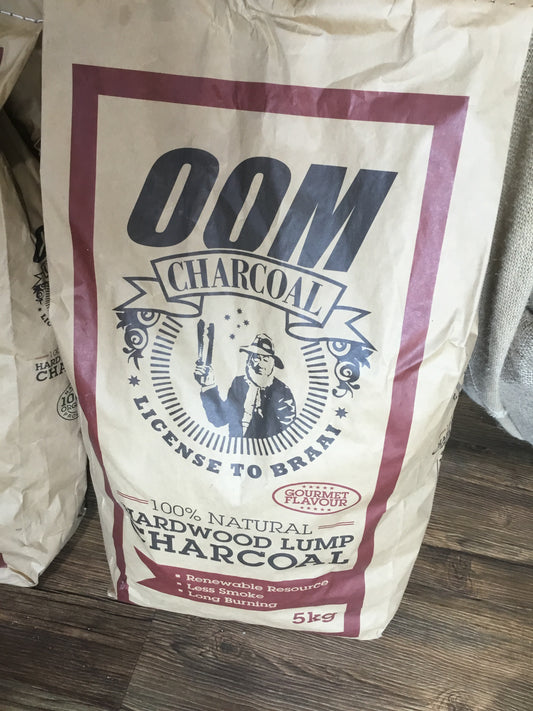 OOM
CHARCOAL
LICENSE TO BRAAI
GOURMET
FLAVOUR
100% NATURAL
HARDWOOD LUMP
CHARCOAL
Renewable Resource
Less Smoke
Long Burning
5kg